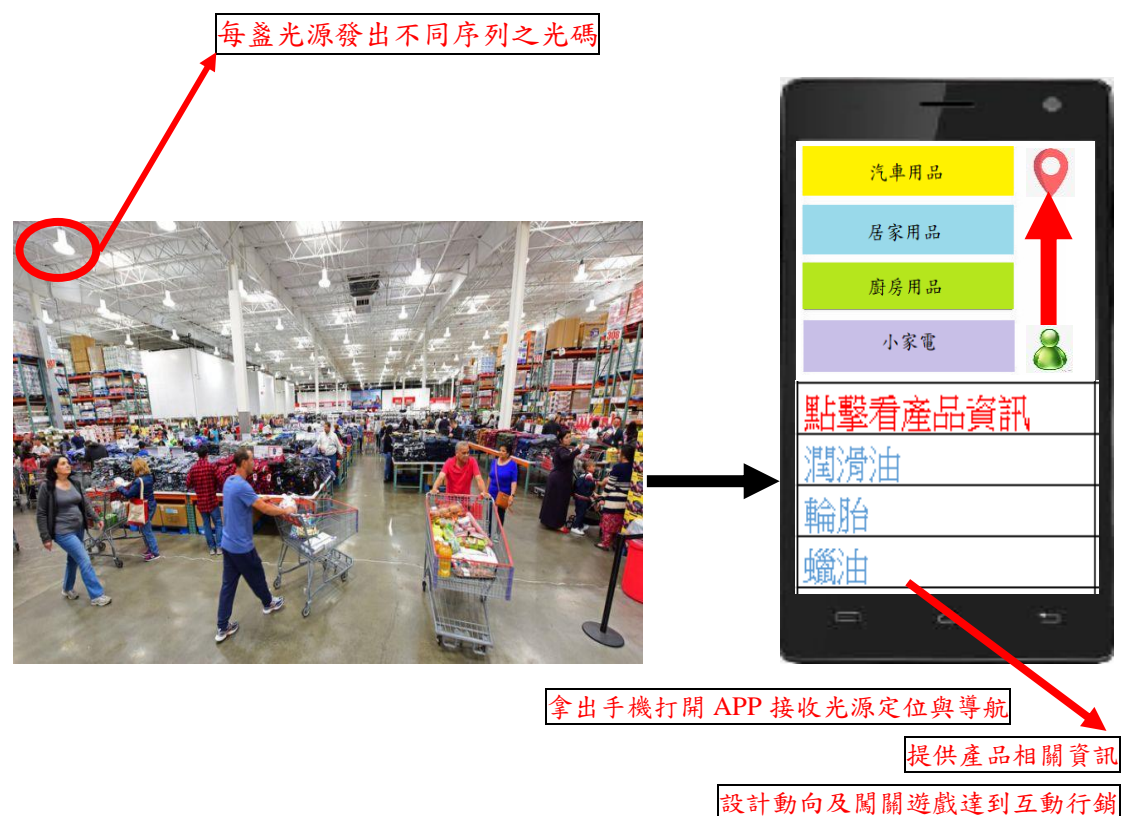 每盞光源發出不同序列之光碼
汽車用品
居家用品
廚房用品
小家電
點擊看產品資訊
潤滑油
輪胎
蠟油
拿出手機打開 APP 接收光源定位與導航
提供產品相關資訊
設計動向及闖關遊戲達到互動行銷